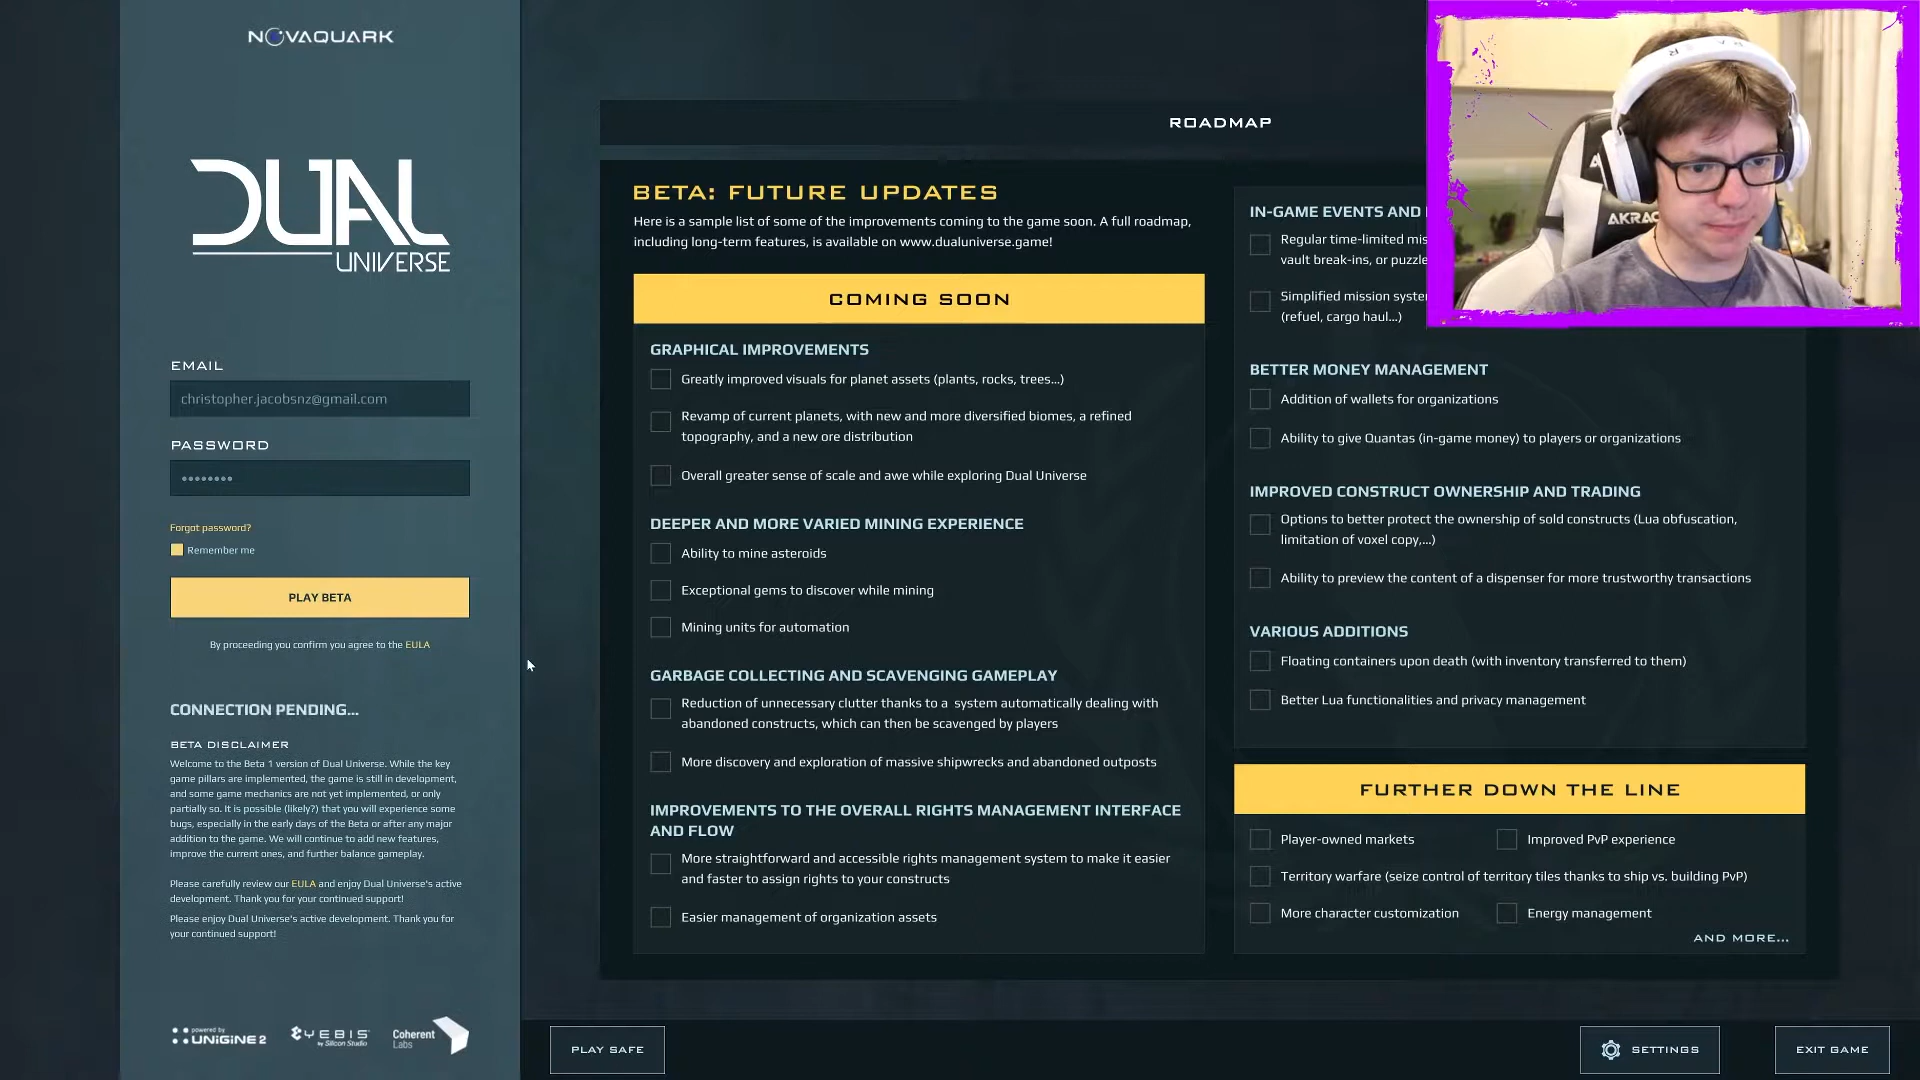 NOVAQUARK
DUAL
UNIVERSE
EMAIL
christopher.jacobsnz@gmail.com
PASSWORD
••••••••
Forgot password?
Remember me
PLAY BETA
By proceeding you confirm you agree to the EULA
CONNECTION PENDING...
BETA DISCLAIMER
Welcome to the Beta 1 version of Dual Universe. While the key
game pillars are implemented, the game is still in development,
and some game mechanics are not yet implemented, or only
partially so. It is possible (likely?) that you will experience some
bugs, especially in the early days of the Beta or after any major
addition to the game. We will continue to add new features,
improve the current ones, and further balance gameplay.
Please carefully review our EULA and enjoy Dual Universe's active
development. Thank you for your continued support!
Please enjoy Dual Universe's active development. Thank you for
your continued support!
powered by
UNIGINE 2
YEBIS
by Silicon Studio
Coherent
Labs
ROADMAP
BETA: FUTURE UPDATES
Here is a sample list of some of the improvements coming to the game soon. A full roadmap,
including long-term features, is available on www.dualuniverse.game!
COMING SOON
GRAPHICAL IMPROVEMENTS
Greatly improved visuals for planet assets (plants, rocks, trees...)
Revamp of current planets, with new and more diversified biomes, a refined
topography, and a new ore distribution
Overall greater sense of scale and awe while exploring Dual Universe
DEEPER AND MORE VARIED MINING EXPERIENCE
Ability to mine asteroids
Exceptional gems to discover while mining
Mining units for automation
GARBAGE COLLECTING AND SCAVENGING GAMEPLAY
Reduction of unnecessary clutter thanks to a system automatically dealing with
abandoned constructs, which can then be scavenged by players
More discovery and exploration of massive shipwrecks and abandoned outposts
IMPROVEMENTS TO THE OVERALL RIGHTS MANAGEMENT INTERFACE
AND FLOW
More straightforward and accessible rights management system to make it easier
and faster to assign rights to your constructs
Easier management of organization assets
IN-GAME EVENTS AND
Regular time-limited
vault break-ins, or
Simplified mission
(refuel, cargo haul...)
BETTER MONEY MANAGEMENT
Addition of wallets for organizations
Ability to give Quantas (in-game money) to players or organizations
IMPROVED CONSTRUCT OWNERSHIP AND TRADING
Options to better protect the ownership of sold constructs (Lua obfuscation,
limitation of voxel copy,...)
Ability to preview the content of a dispenser for more trustworthy transactions
VARIOUS ADDITIONS
Floating containers upon death (with inventory transferred to them)
Better Lua functionalities and privacy management
FURTHER DOWN THE LINE
Player-owned markets
Improved PvP experience
Territory warfare (seize control of territory tiles thanks to ship vs. building PvP)
More character customization
Energy management
AND MORE...
PLAY SAFE
SETTINGS
EXIT GAME